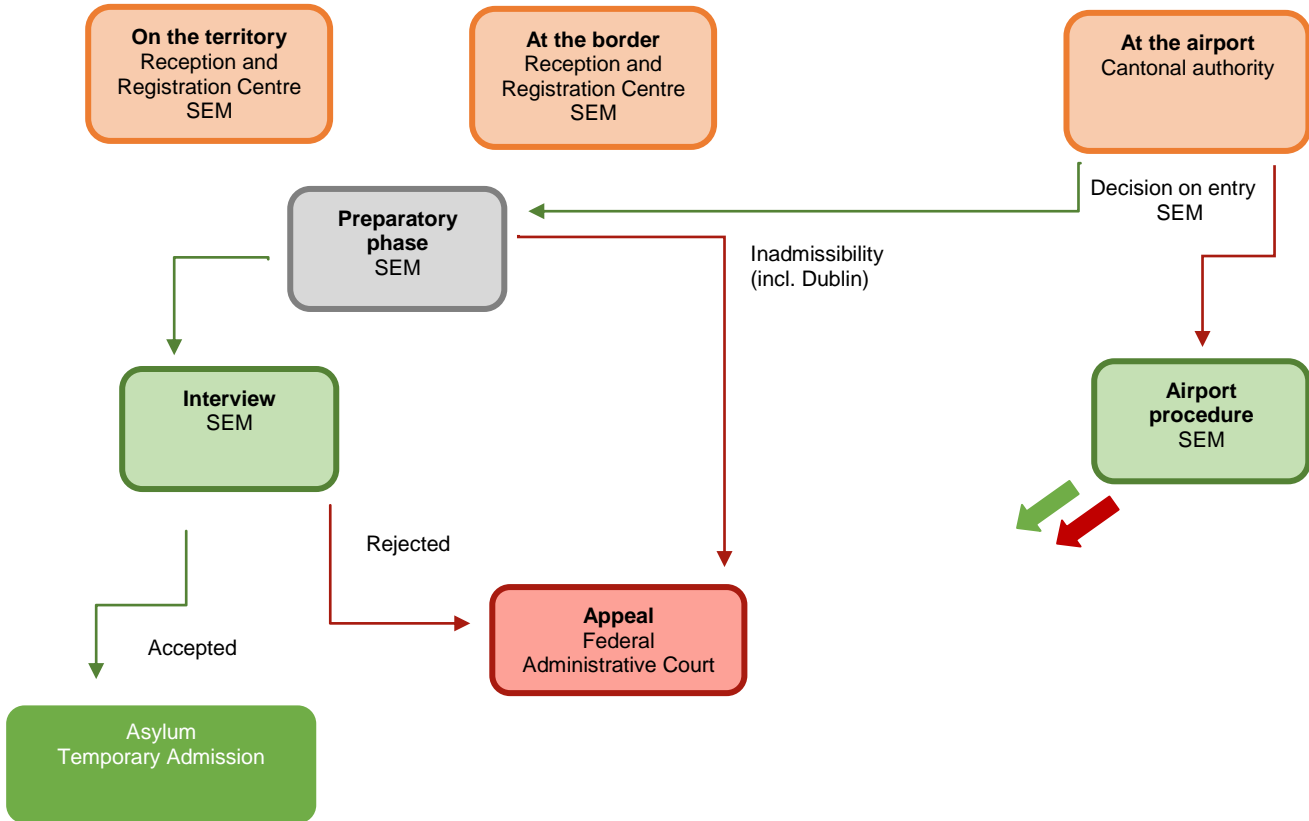 On the territory
Reception and
Registration Centre
SEM
At the border
Reception and
Registration Centre
SEM
At the airport
Cantonal authority
Decision on entry
SEM
Preparatory
phase
SEM
Inadmissibility
(incl. Dublin)
Interview
SEM
Airport
procedure
SEM
Rejected
Appeal
Federal
Administrative Court
Accepted
Asylum
Temporary Admission